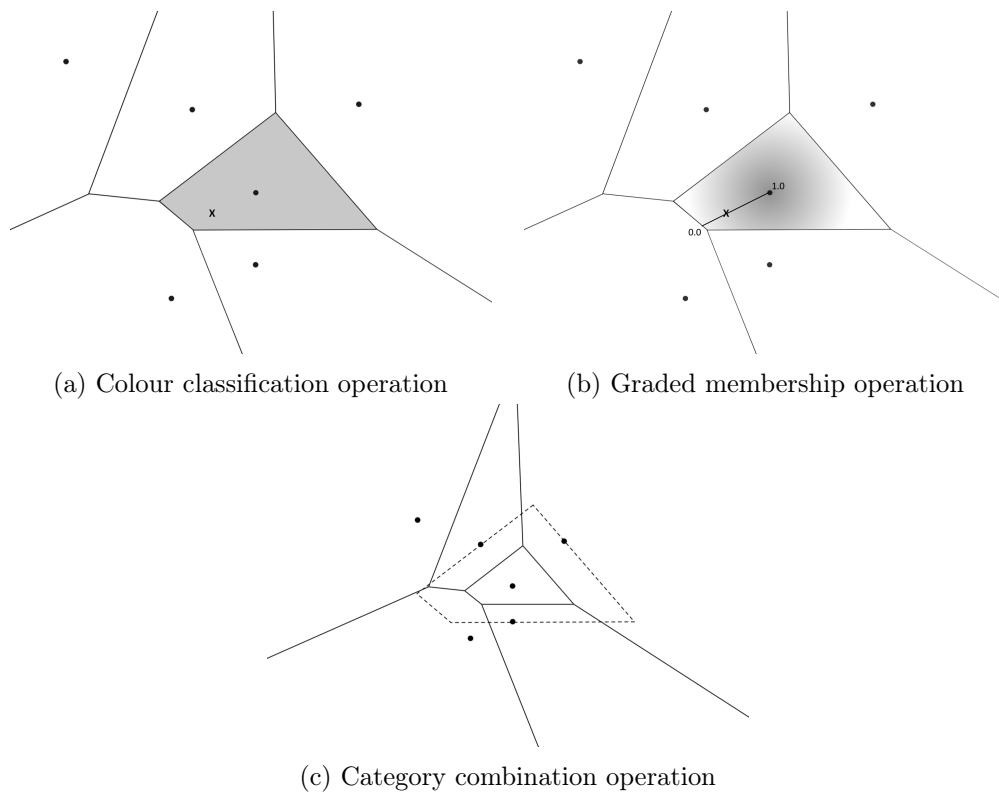 X
1.0
X
0.0
(a) Colour classification operation
(b) Graded membership operation
(c) Category combination operation